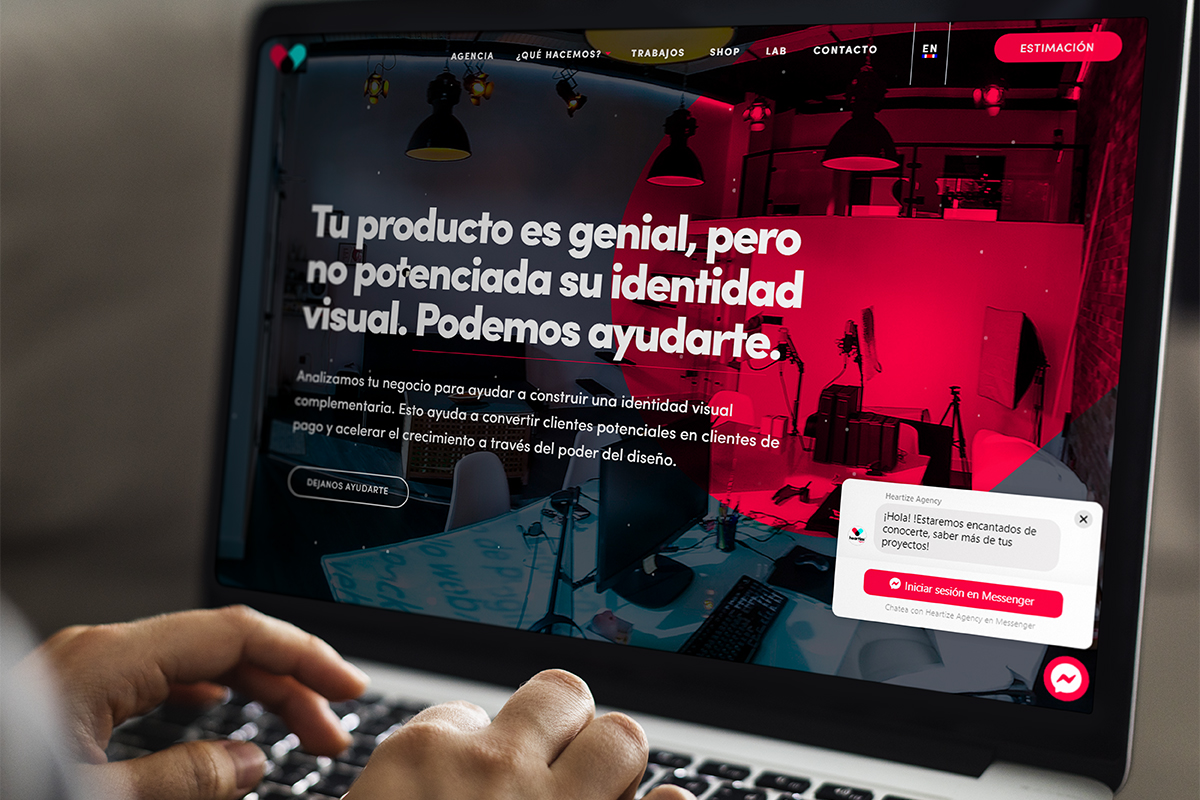 AGENCIA ¿QUÉ HACEMOS? TRABAJOS SHOP LAB CONTACTO EN ESTIMACIÓN
Tu producto es genial, pero
no potenciada su identidad
visual. Podemos ayudarte.
Analizamos tu negocio para ayudar a construir una identidad visual
complementaria. Esto ayuda a convertir clientes potenciales en clientes de
pago y acelerar el crecimiento a través del poder del diseño.
DEJANOS AYUDARTE
Heartize Agency
¡Hola! !Estaremos encantados de
conocerte, saber más de tus
proyectos!
heartize
Iniciar sesión en Messenger
Chatea con Heartize Agency en Messenger